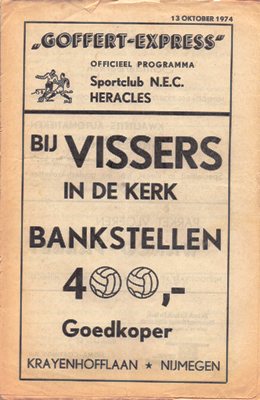 13 OKTOBER 1974
„GOFFERT-EXPRESS"
OFFICIEEL PROGRAMMA
Sportclub N.E.C.
HERACLES
BIJ VISSERS
IN DE KERK
BANKSTELLEN
400,-
Goedkoper
KRAYENHOFFLAAN ★ NIJMEGEN